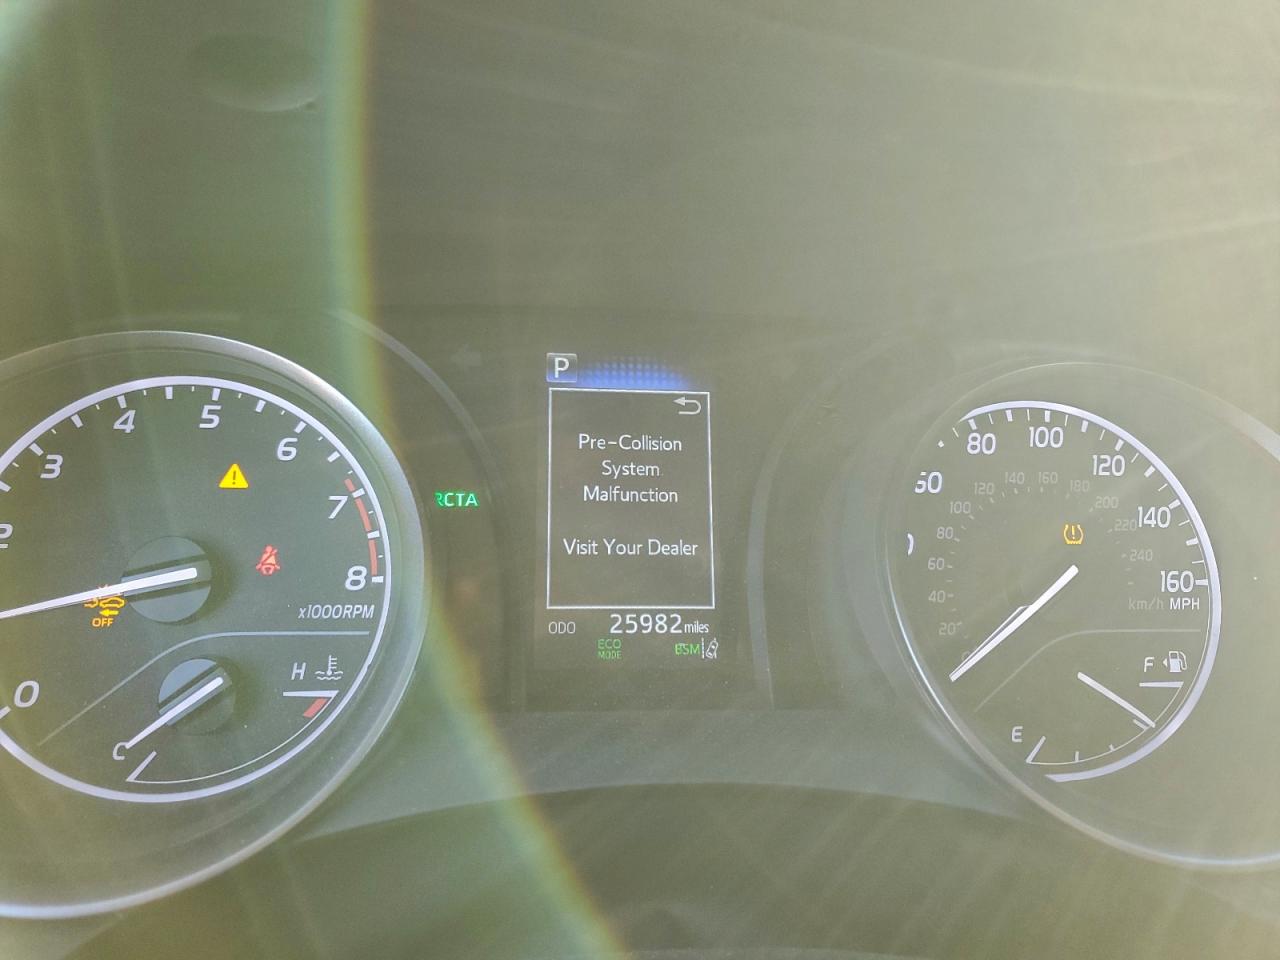 P
Pre-Collision
System
Malfunction
Visit Your Dealer
ODO 25982 miles
ECO
MODE
BSM
RCTA
0
2
3
4
5
6
7
8
x1000RPM
OFF
H
C
80
100
120
140
160
km/h MPH
20
40
60
80
100
120
140
160
180
200
220
240
F
E